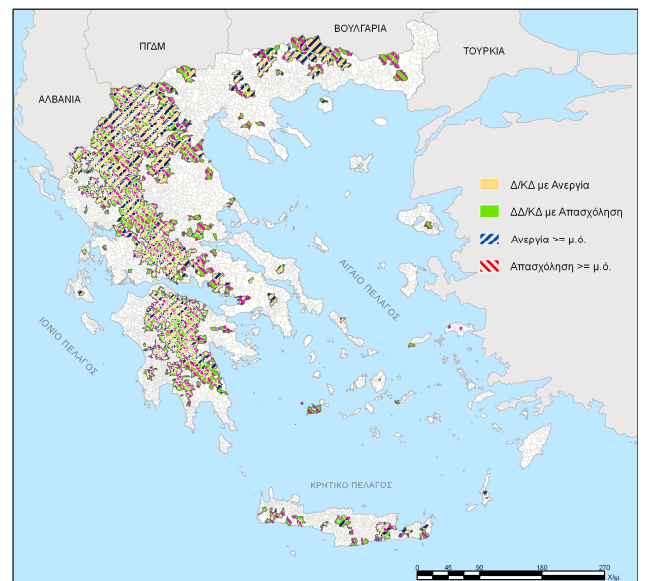 ΒΟΥΛΓΑΡΙΑ
ΠΓΔΜ
ΤΟΥΡΚΙΑ
ΑΛΒΑΝΙΑ
Δ/ΚΔ με Ανεργία
ΔΔ/ΚΔ με Απασχόληση
Ανεργία >= μ.ό.
Απασχόληση >= μ.ό.
ΑΙΓΑΙΟ ΠΕΛΑΓΟΣ
ΙΟΝΙΟ ΠΕΛΑΓΟΣ
ΚΡΗΤΙΚΟ ΠΕΛΑΓΟΣ
0 45 90 180 270
Χλμ.